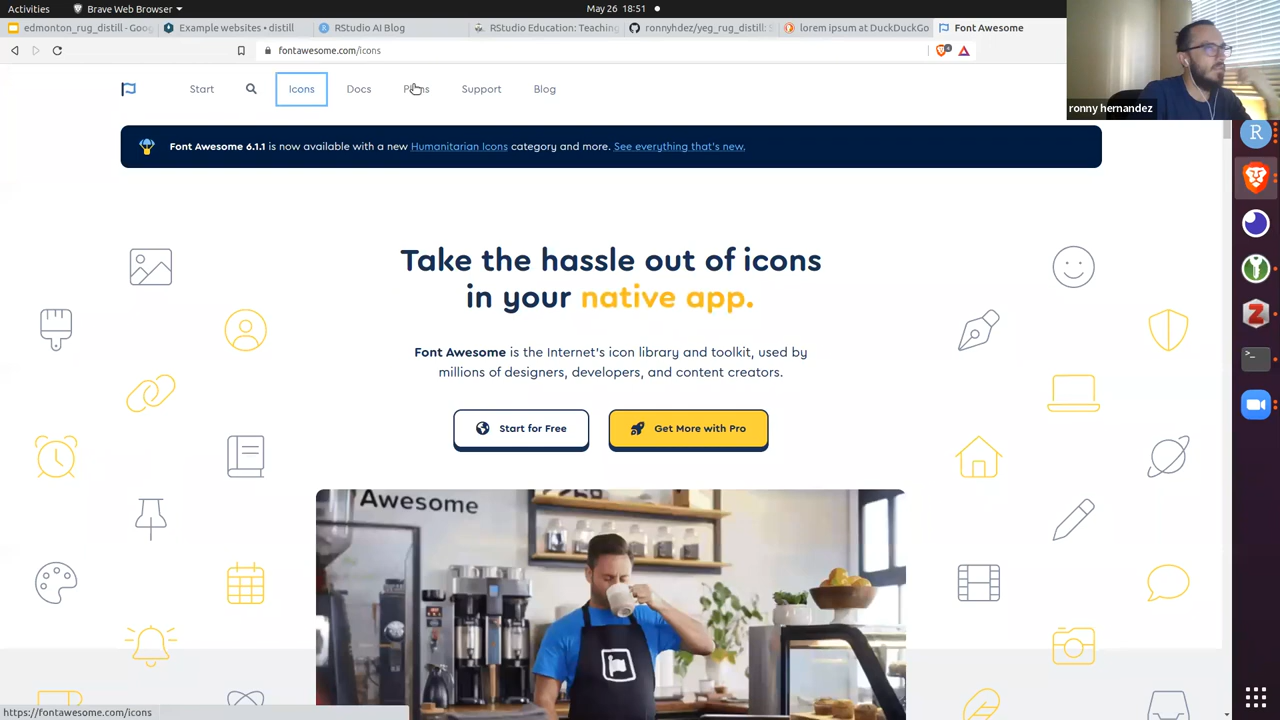 Activities
Brave Web Browser
May 26 18:51
edmonton_rug_distill - Goog
Example websites • distill
RStudio AI Blog
RStudio Education: Teaching
ronnyhdez/yeg_rug_distill:
lorem ipsum at DuckDuckGo
Font Awesome
fontawesome.com/icons
4
Start
Icons
Docs
Plans
Support
Blog
ronny hernandez
R
Font Awesome 6.1.1 is now available with a new Humanitarian Icons category and more. See everything that's new.
Take the hassle out of icons
in your native app.
Font Awesome is the Internet's icon library and toolkit, used by
millions of designers, developers, and content creators.
Start for Free
Get More with Pro
Z
>_
Awesome
https://fontawesome.com/icons